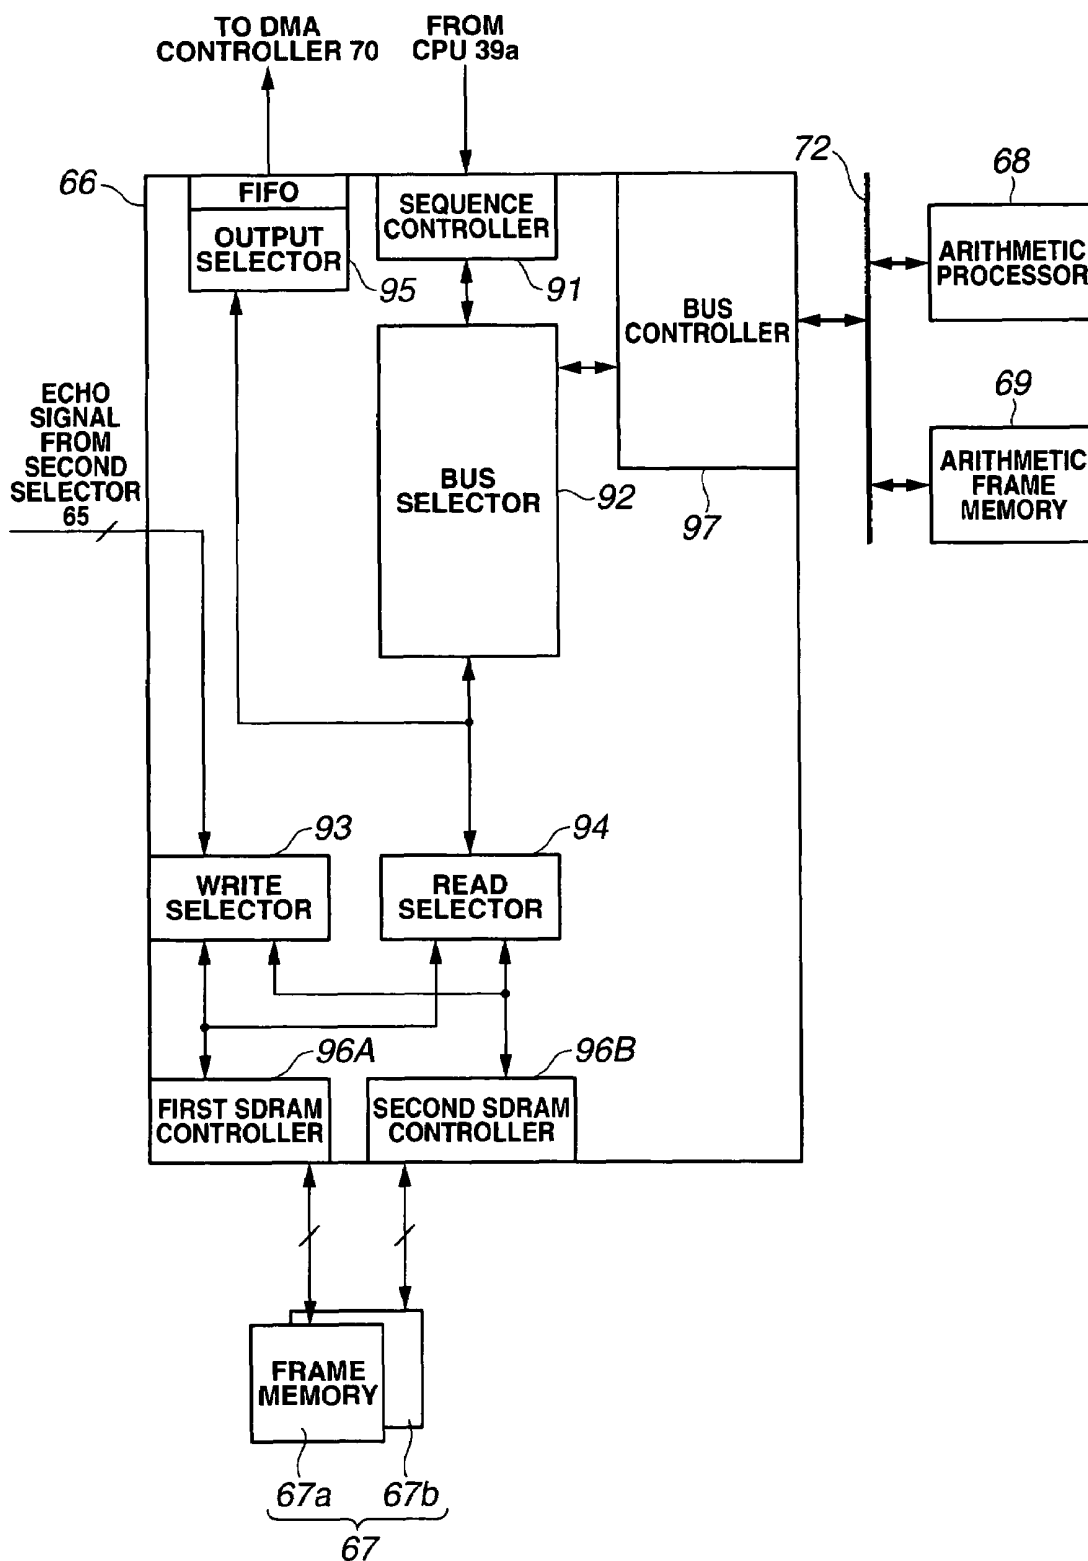 TO DMA
CONTROLLER 70
FROM
CPU 39a
66
FIFO
OUTPUT
SELECTOR
95
SEQUENCE
CONTROLLER
91
BUS
CONTROLLER
97
72
68
ARITHMETIC
PROCESSOR
69
ARITHMETIC
FRAME
MEMORY
ECHO
SIGNAL
FROM
SECOND
SELECTOR
65
BUS
SELECTOR
92
93
WRITE
SELECTOR
94
READ
SELECTOR
96A
FIRST SDRAM
CONTROLLER
96B
SECOND SDRAM
CONTROLLER
FRAME
MEMORY
67a
67b
67